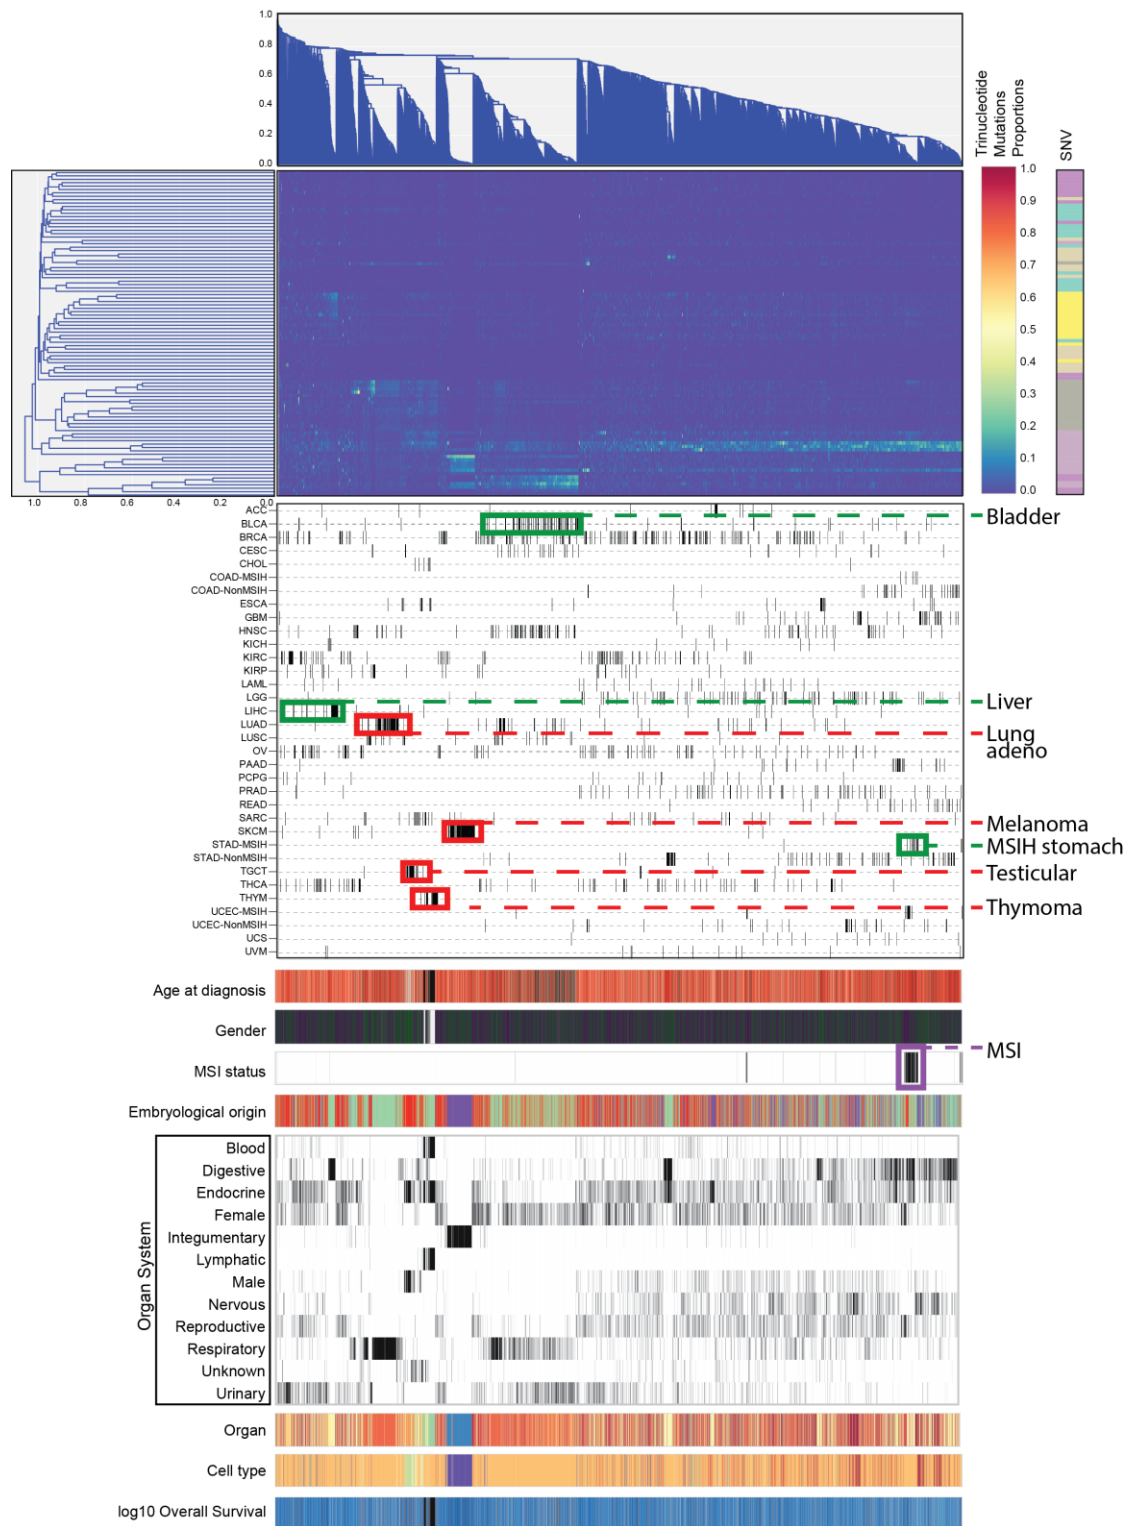 1.0
0.8
0.6
0.4
0.2
0.0
Trinucleotide
Mutations
Proportions
SNV
1.0
0.9
0.8
0.7
0.6
0.5
0.4
0.3
0.2
0.1
0.0
1.0 0.8 0.6 0.4 0.2 0.0
ACC
BLCA
Bladder
BRCA
CESC
CHOL
COAD-MSIH
COAD-NonMSIH
ESCA
GBM
HNSC
KICH
KIRC
KIRP
LAML
LGG
Liver
LIHC
LUAD
Lung
adeno
LUSC
OV
PAAD
PCPG
PRAD
READ
SARC
Melanoma
SKCM
STAD-MSIH
MSIH stomach
STAD-NonMSIH
TGCT
Testicular
THCA
THYM
Thymoma
UCEC-MSIH
UCEC-NonMSIH
UCS
UVM
Age at diagnosis
Gender
MSI
MSI status
Embryological origin
Organ System
Blood
Digestive
Endocrine
Female
Integumentary
Lymphatic
Male
Nervous
Reproductive
Respiratory
Unknown
Urinary
Organ
Cell type
log10 Overall Survival